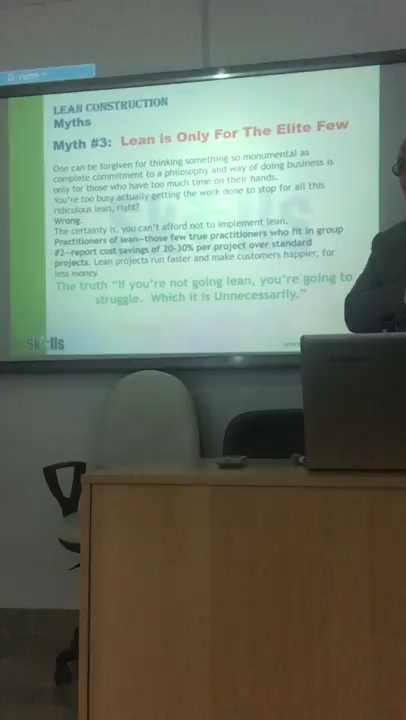 LEAN CONSTRUCTION
Myths
Myth #3: Lean is Only For The Elite Few
One can be forgiven for thinking something so monumental as
complete commitment to a philosophy and way of doing business is
only for those who have too much time on their hands.
You're too busy actually getting the work done to stop for all this
ridiculous lean, right?
Wrong.
The certainty is, you can't afford not to implement lean.
Practitioners of lean—those few true practitioners who fit in group
#2—report cost savings of 20-30% per project over standard
projects. Lean projects run faster and make customers happier, for
less money.
The truth "If you're not going lean, you're going to
struggle. Which it is Unnecessarily."
Skills
www